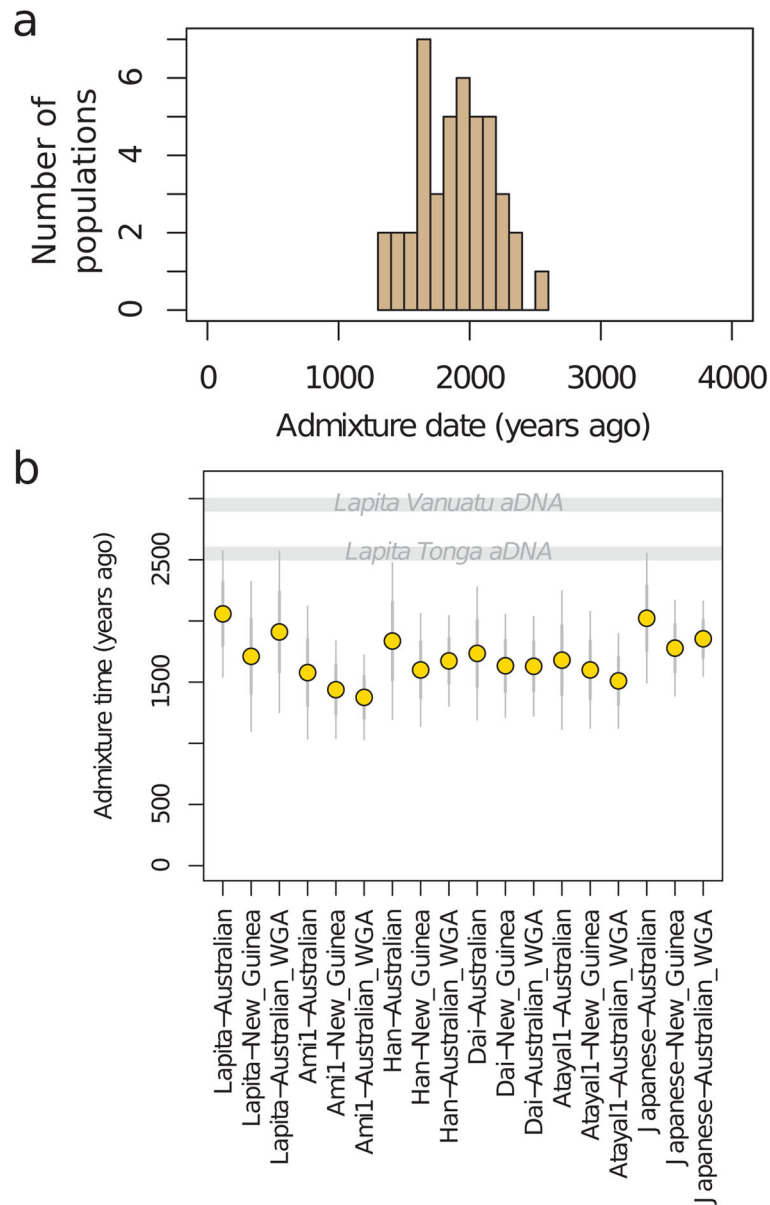 a
Number of
populations
0
2
4
6
0 1000 2000 3000 4000
Admixture date (years ago)
b
Admixture time (years ago)
0
500
1500
2500
Lapita Vanuatu aDNA
Lapita Tonga aDNA
Lapita–Australian
Lapita–New_Guinea
Lapita–Australian_WGA
Ami1–Australian
Ami1–New_Guinea
Ami1–Australian_WGA
Han–Australian
Han–New_Guinea
Han–Australian_WGA
Dai–Australian
Dai–New_Guinea
Dai–Australian_WGA
Atayal1–Australian
Atayal1–New_Guinea
Atayal1–Australian_WGA
Japanese–Australian
Japanese–New_Guinea
Japanese–Australian_WGA